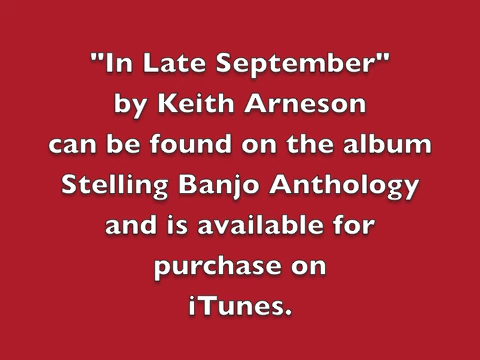 "In Late September"
by Keith Arneson
can be found on the album
Stelling Banjo Anthology
and is available for
purchase on
iTunes.